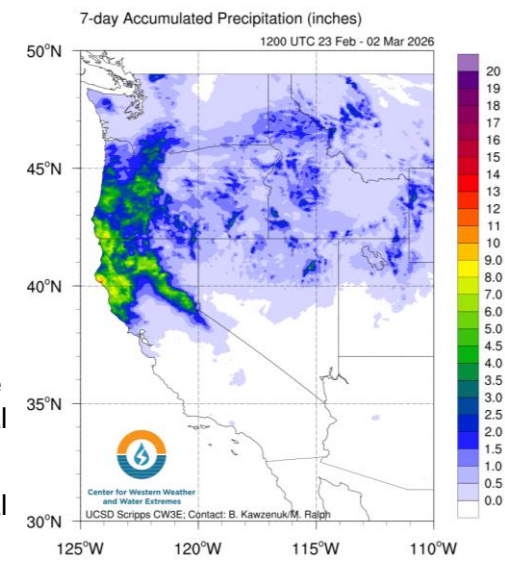 7-day Accumulated Precipitation (inches)
1200 UTC 23 Feb - 02 Mar 2026
50°N
45°N
40°N
35°N
30°N
125°W
120°W
115°W
110°W
20
19
18
17
16
15
14
13
12
11
10
9.0
8.0
7.0
6.0
5.0
4.5
4.0
3.5
3.0
2.5
2.0
1.5
1.0
0.5
0.0
Center for Western Weather
and Water Extremes
UCSD Scripps CW3E; Contact: B. Kawzenuk/M. Ralph